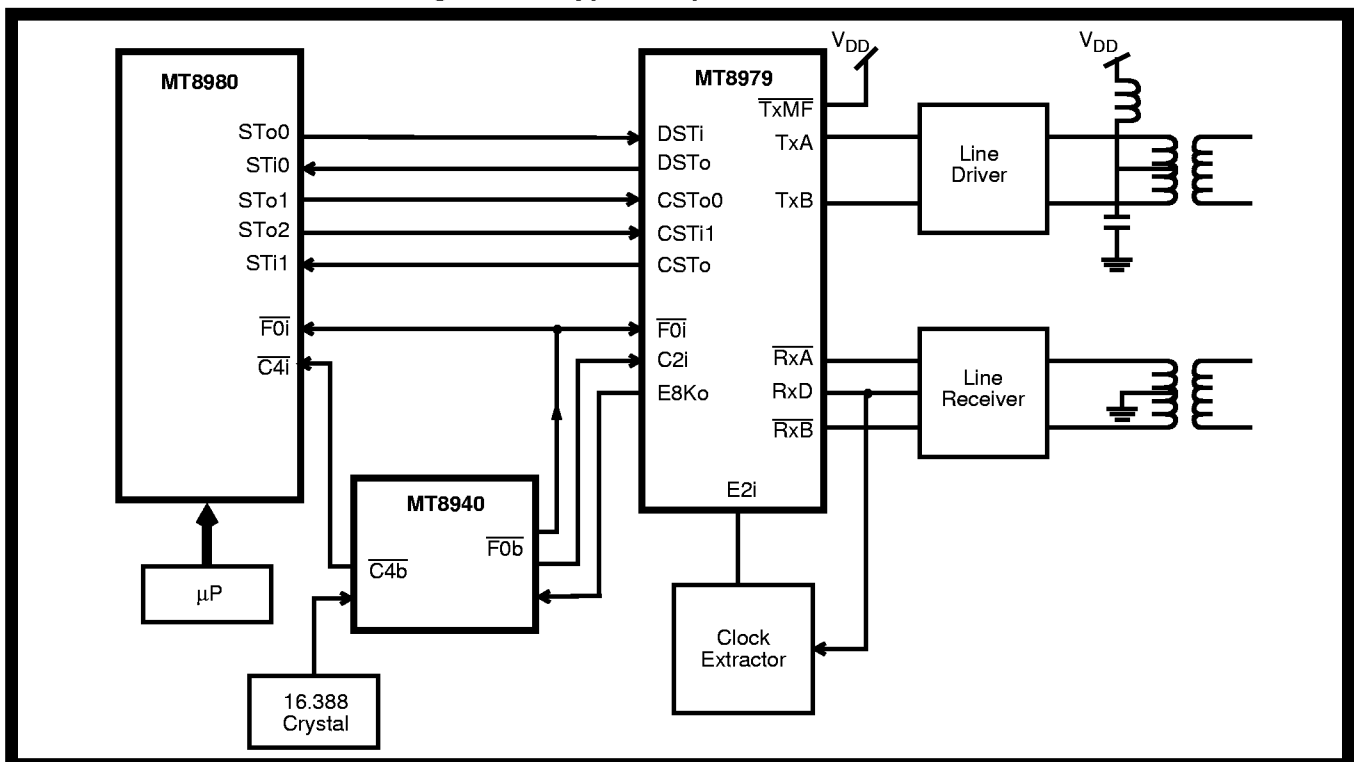 MT8980
STo0
STi0
STo1
STo2
STi1
F0i
C4i
µP
MT8940
C4b
F0b
16.388
Crystal
MT8979
DSTi
DSTo
CSTo0
CSTi1
CSTo
F0i
C2i
E8Ko
TxMF
TxA
TxB
RxA
RxD
RxB
E2i
Clock
Extractor
VDD
Line
Driver
VDD
Line
Receiver